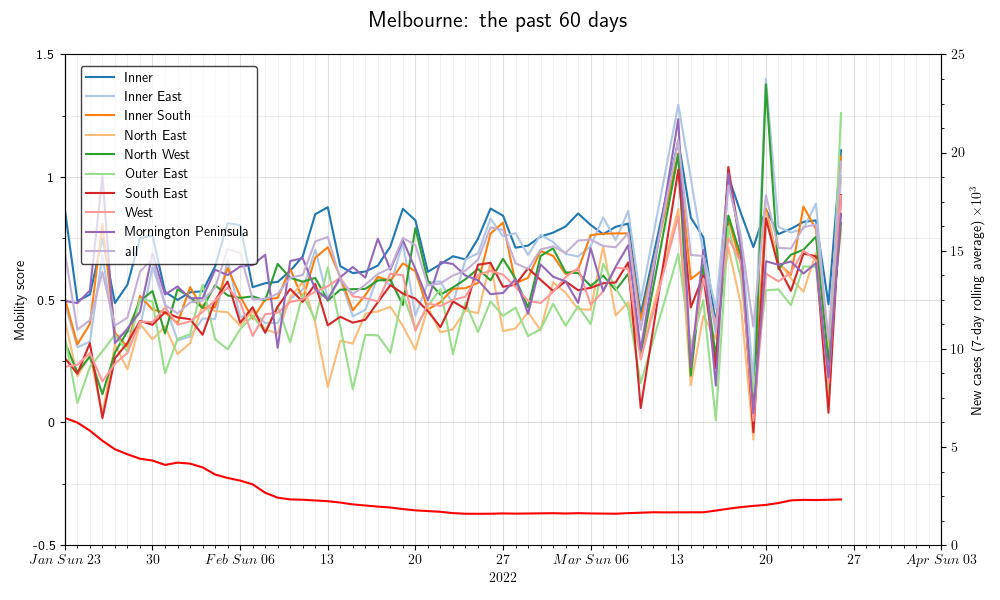 Melbourne: the past 60 days
1.5
1
0.5
0
-0.5
Mobility score
Inner
Inner East
Inner South
North East
North West
Outer East
South East
West
Mornington Peninsula
all
25
20
15
10
5
0
New cases (7-day rolling average) ×10³
Jan Sun 23 30 Feb Sun 06 13 20 27 Mar Sun 06 13 20 27 Apr Sun 03
2022